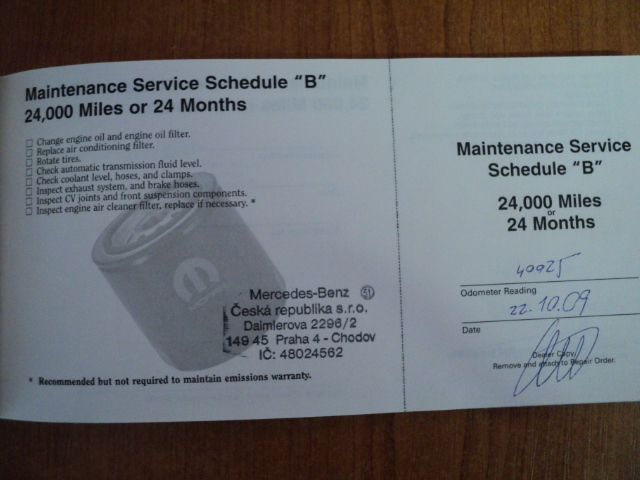 Maintenance Service Schedule "B"
24,000 Miles or 24 Months
Change engine oil and engine oil filter.
Replace air conditioning filter.
Rotate tires.
Check automatic transmission fluid level.
Check coolant level, hoses, and clamps.
Inspect exhaust system, and brake hoses.
Inspect CV joints and front suspension components.
Inspect engine air cleaner filter, replace if necessary. *
Mercedes-Benz 51
Česká republika s.r.o.
Daimlerova 2296/2
149 45 Praha 4 - Chodov
IČ: 48024562
* Recommended but not required to maintain emissions warranty.
Maintenance Service
Schedule "B"
24,000 Miles
or
24 Months
40925
Odometer Reading
22.10.09
Date
Dealer Copy,
Remove and attach to Repair Order.